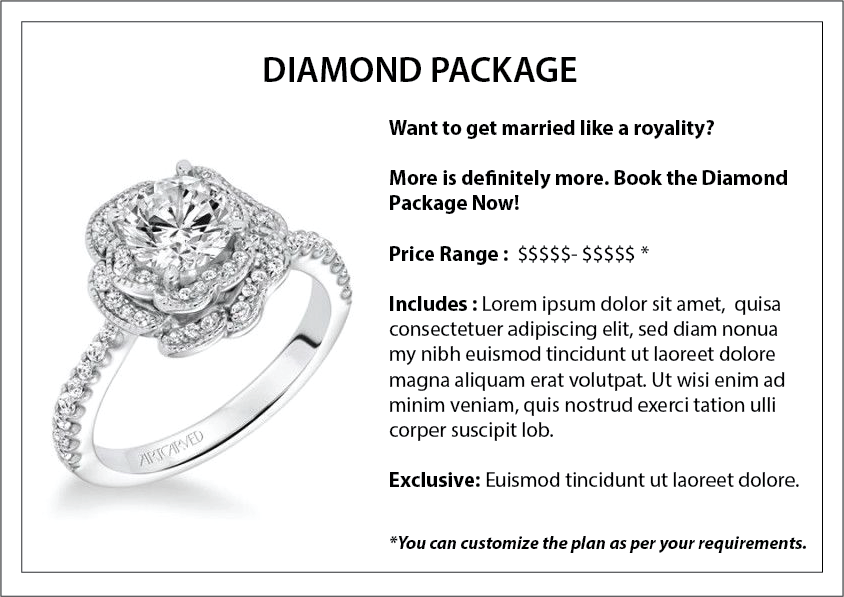 DIAMOND PACKAGE
Want to get married like a royality?
More is definitely more. Book the Diamond
Package Now!
Price Range :  $$$$$- $$$$$ *
Includes : Lorem ipsum dolor sit amet,  quisa
consectetuer adipiscing elit, sed diam nonua
my nibh euismod tincidunt ut laoreet dolore
magna aliquam erat volutpat. Ut wisi enim ad
minim veniam, quis nostrud exerci tation ulli
corper suscipit lob.
Exclusive: Euismod tincidunt ut laoreet dolore.
*You can customize the plan as per your requirements.
ARTCARVED